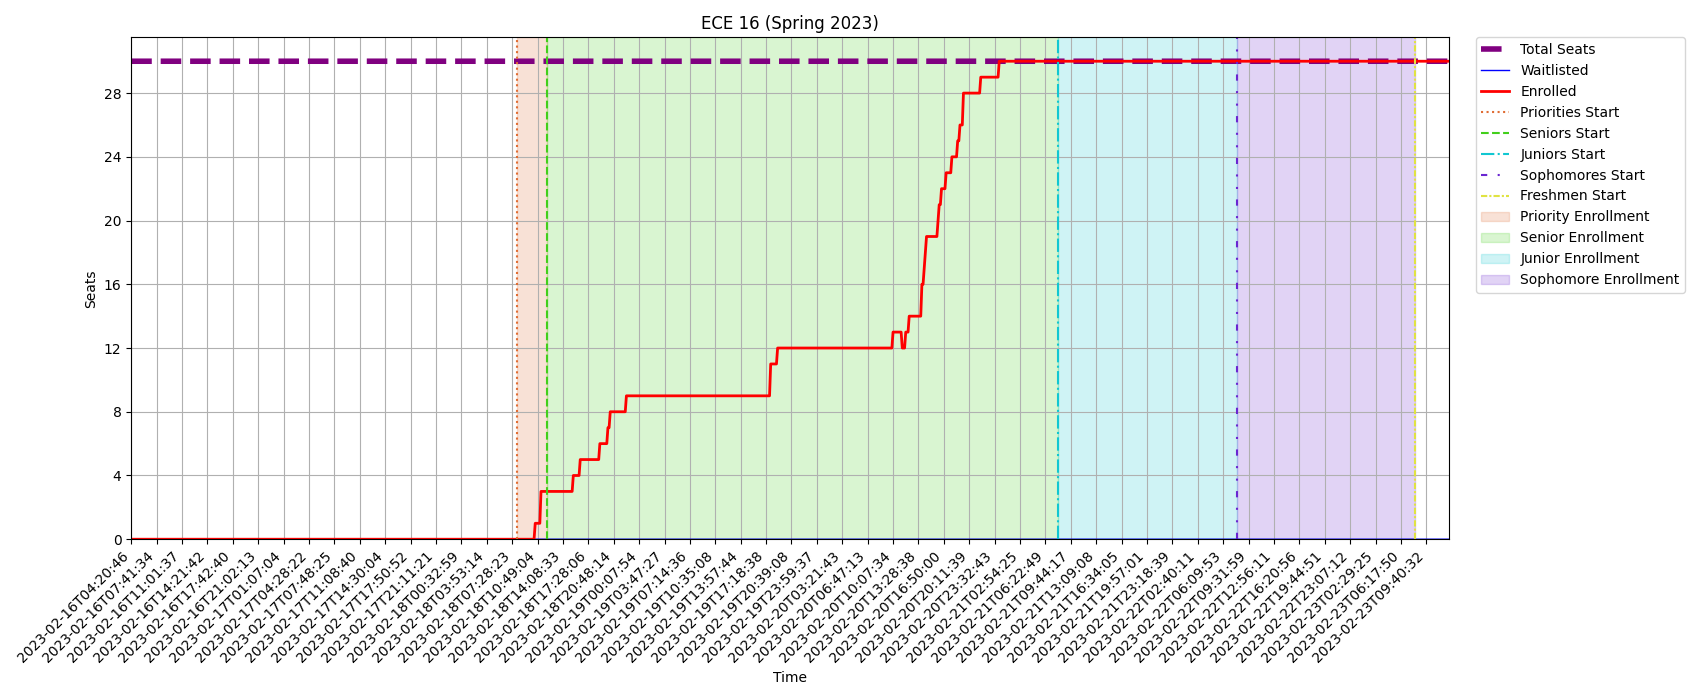 ECE 16 (Spring 2023)
Total Seats
Waitlisted
Enrolled
Priorities Start
Seniors Start
Juniors Start
Sophomores Start
Freshmen Start
Priority Enrollment
Senior Enrollment
Junior Enrollment
Sophomore Enrollment
Seats
28
24
20
16
12
8
4
0
2023-02-16T04:20:46
2023-02-16T07:41:34
2023-02-16T11:01:37
2023-02-16T14:21:42
2023-02-16T17:42:40
2023-02-16T21:02:13
2023-02-17T01:07:04
2023-02-17T04:28:22
2023-02-17T07:48:25
2023-02-17T11:08:40
2023-02-17T14:30:04
2023-02-17T17:50:52
2023-02-17T21:11:21
2023-02-18T00:32:59
2023-02-18T03:53:14
2023-02-18T07:28:23
2023-02-18T10:49:04
2023-02-18T14:08:33
2023-02-18T17:28:06
2023-02-18T20:48:14
2023-02-19T00:07:54
2023-02-19T03:47:27
2023-02-19T07:14:36
2023-02-19T10:35:08
2023-02-19T13:57:44
2023-02-19T17:18:38
2023-02-19T20:39:08
2023-02-19T23:59:37
2023-02-20T03:21:43
2023-02-20T06:47:13
2023-02-20T10:07:34
2023-02-20T13:28:38
2023-02-20T16:50:00
2023-02-20T20:11:39
2023-02-20T23:32:43
2023-02-21T02:54:25
2023-02-21T06:22:49
2023-02-21T09:44:17
2023-02-21T13:09:08
2023-02-21T16:34:05
2023-02-21T19:57:01
2023-02-21T23:18:39
2023-02-22T02:40:11
2023-02-22T06:09:53
2023-02-22T09:31:59
2023-02-22T12:56:11
2023-02-22T16:20:56
2023-02-22T19:44:51
2023-02-22T23:07:12
2023-02-23T02:29:25
2023-02-23T06:17:50
2023-02-23T09:40:32
Time